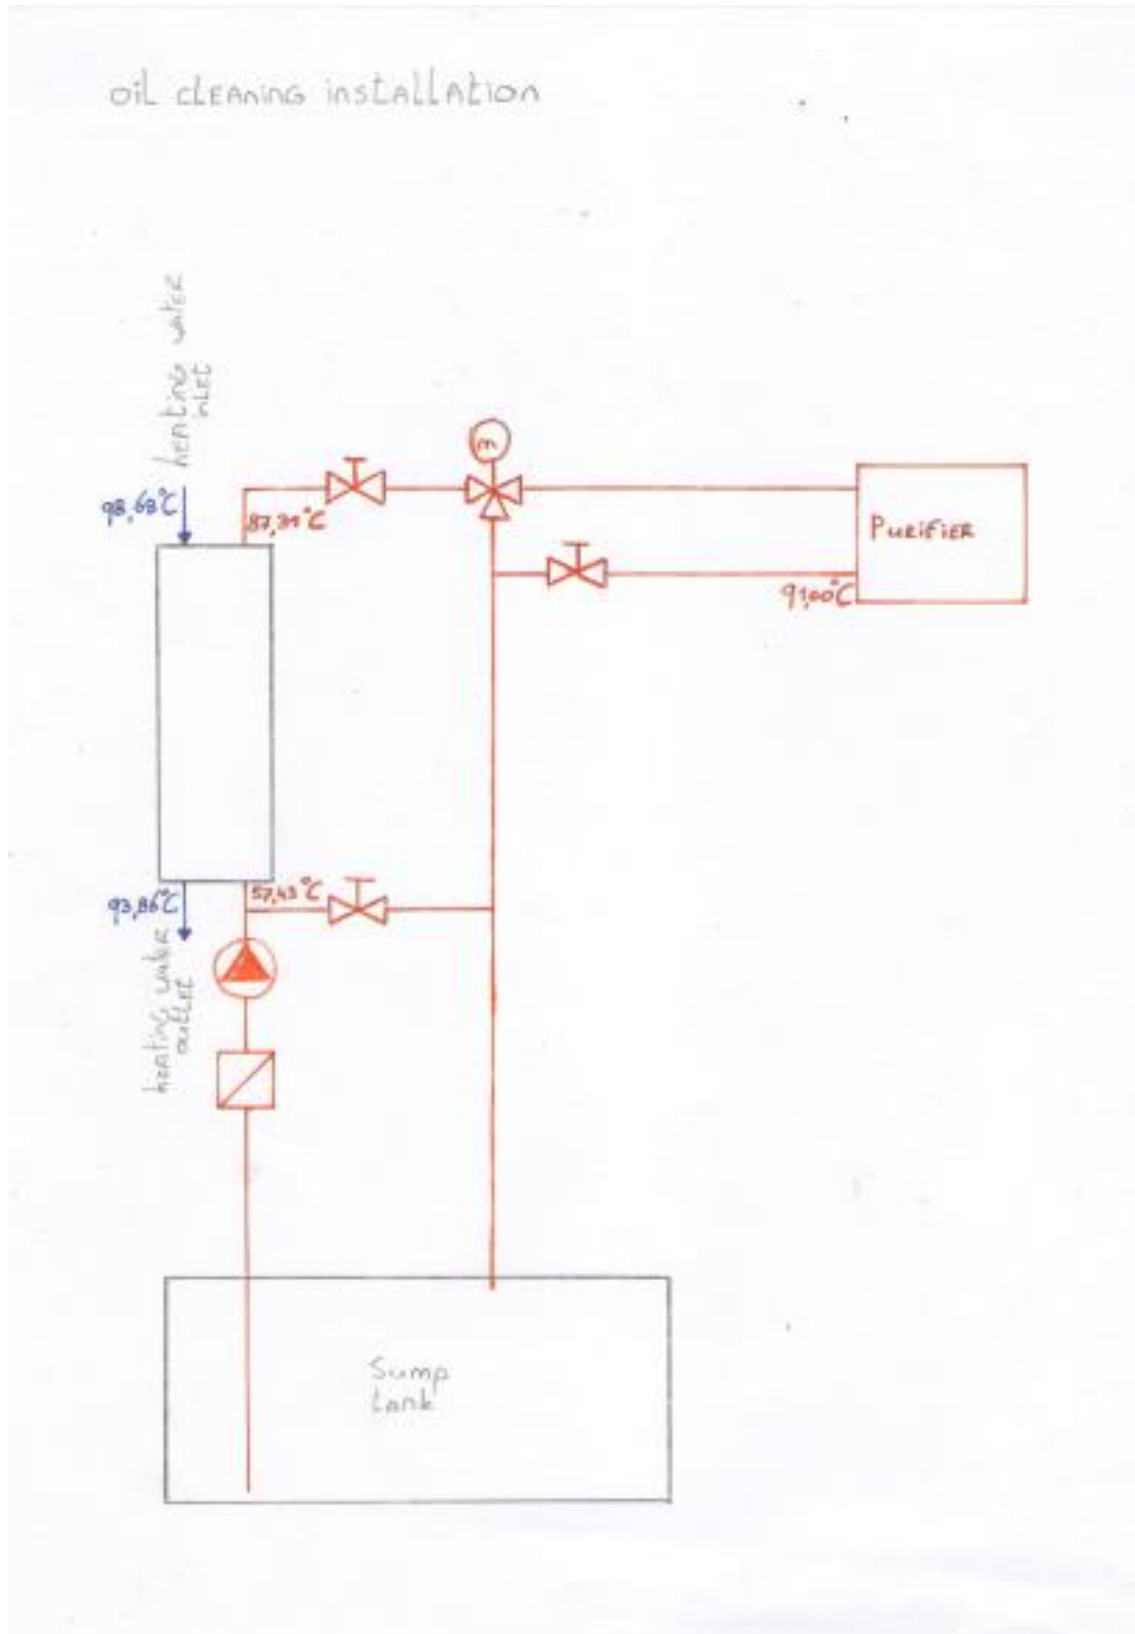 oil cleaning installation
heating water
inlet
98,68°C
87,31°C
m
Purifier
91,00°C
93,86°C
57,43°C
heating water
outlet
Sump
tank